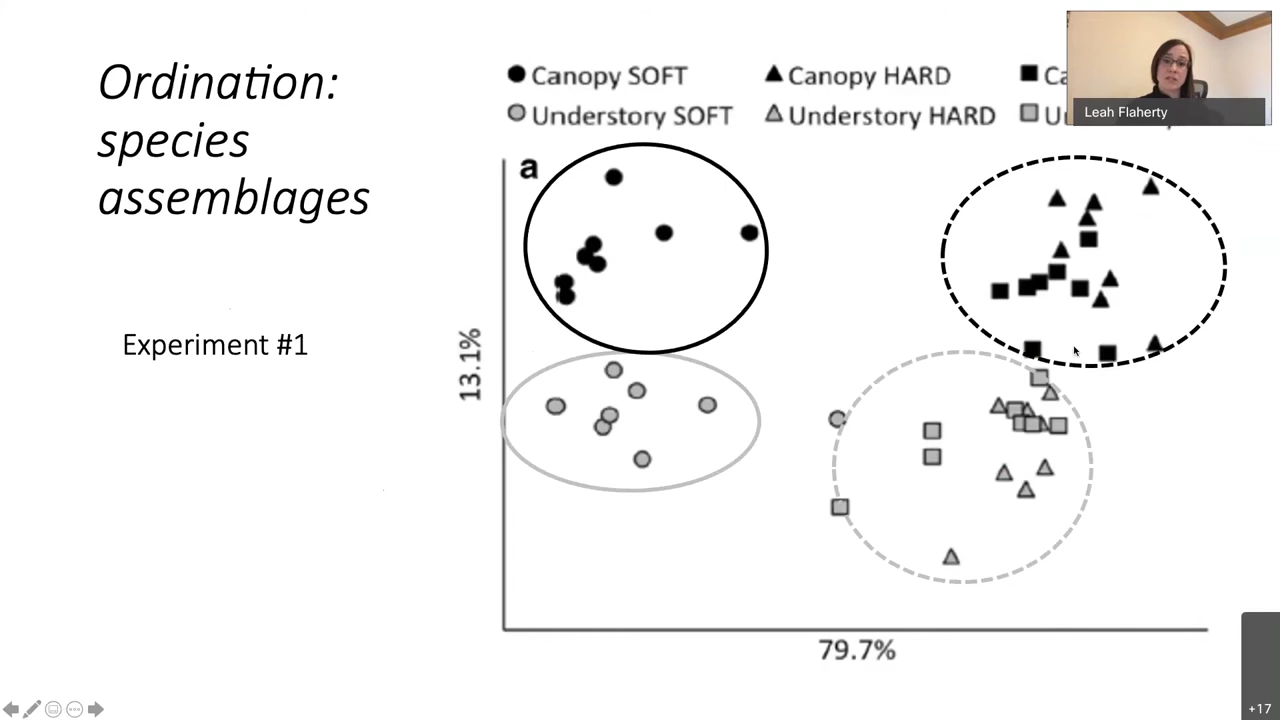 Ordination:
species
assemblages
Experiment #1
Canopy SOFT
Canopy HARD
Understory SOFT
Understory HARD
Leah Flaherty
a
13.1%
79.7%
+17